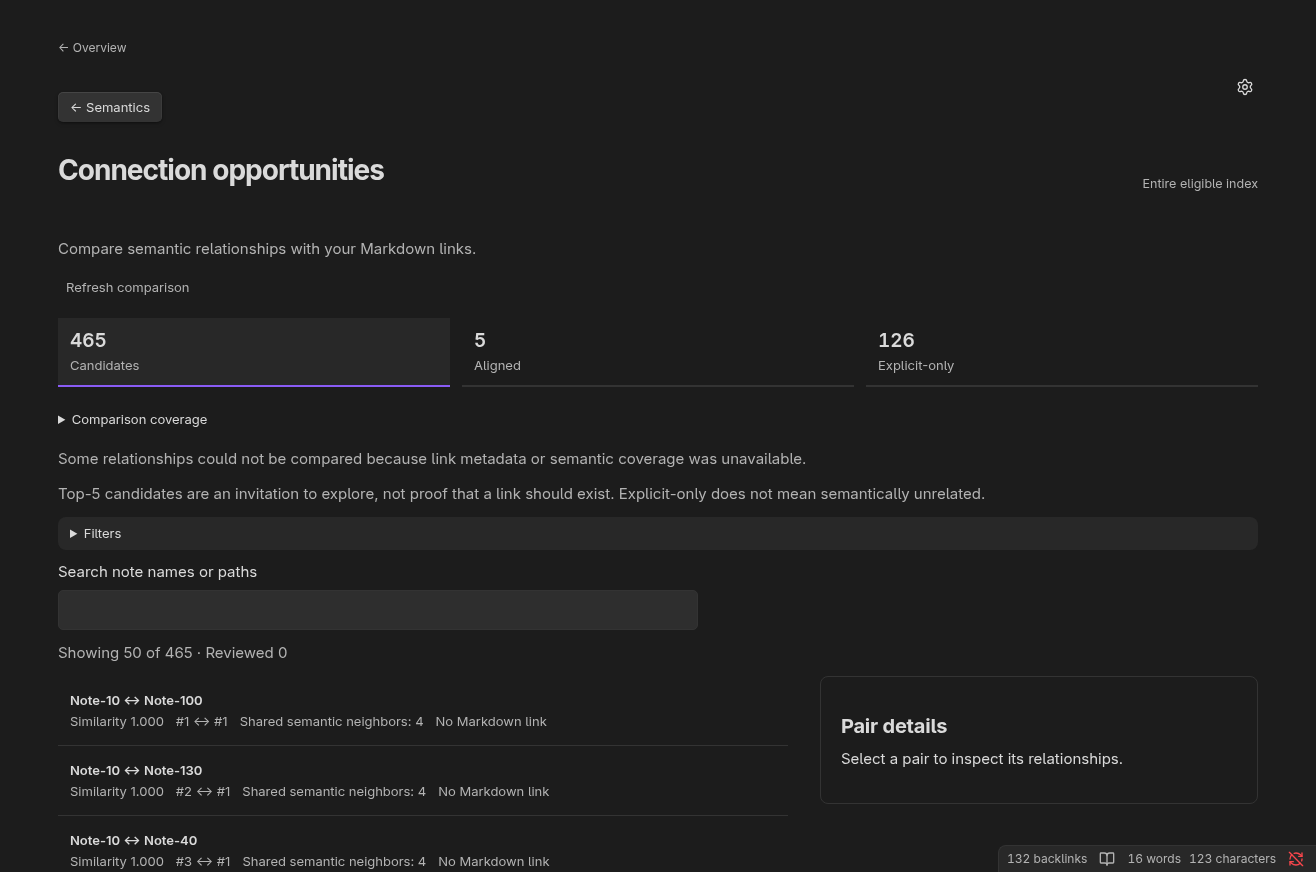 ← Overview
← Semantics
Connection opportunities
Entire eligible index
Compare semantic relationships with your Markdown links.
Refresh comparison
465
Candidates
5
Aligned
126
Explicit-only
▶ Comparison coverage
Some relationships could not be compared because link metadata or semantic coverage was unavailable.
Top-5 candidates are an invitation to explore, not proof that a link should exist. Explicit-only does not mean semantically unrelated.
▶ Filters
Search note names or paths
Showing 50 of 465 · Reviewed 0
Note-10 ↔ Note-100
Similarity 1.000 #1 ↔ #1 Shared semantic neighbors: 4 No Markdown link
Note-10 ↔ Note-130
Similarity 1.000 #2 ↔ #1 Shared semantic neighbors: 4 No Markdown link
Note-10 ↔ Note-40
Similarity 1.000 #3 ↔ #1 Shared semantic neighbors: 4 No Markdown link
Pair details
Select a pair to inspect its relationships.
132 backlinks 16 words 123 characters